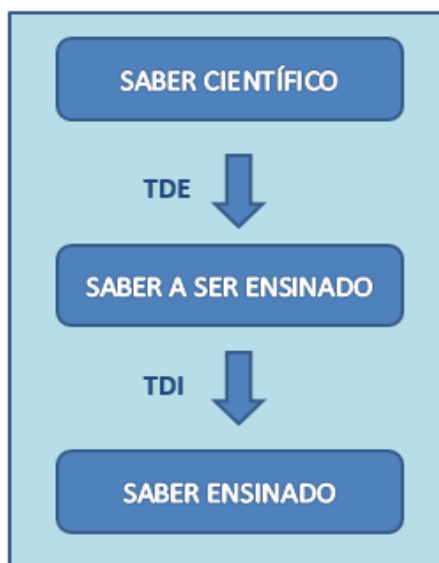 SABER CIENTÍFICO
TDE
SABER A SER ENSINADO
TDI
SABER ENSINADO